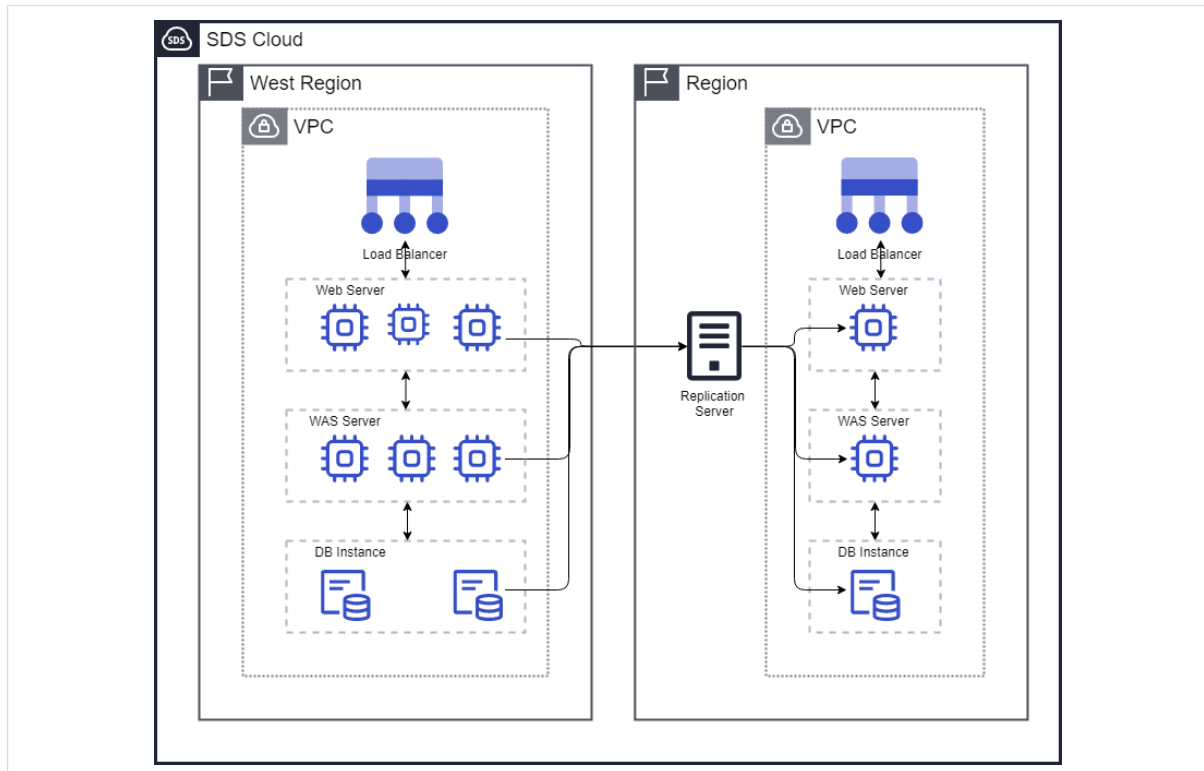 SDS
SDS Cloud
West Region
VPC
Load Balancer
Web Server
WAS Server
DB Instance
Replication
Server
Region
VPC
Load Balancer
Web Server
WAS Server
DB Instance